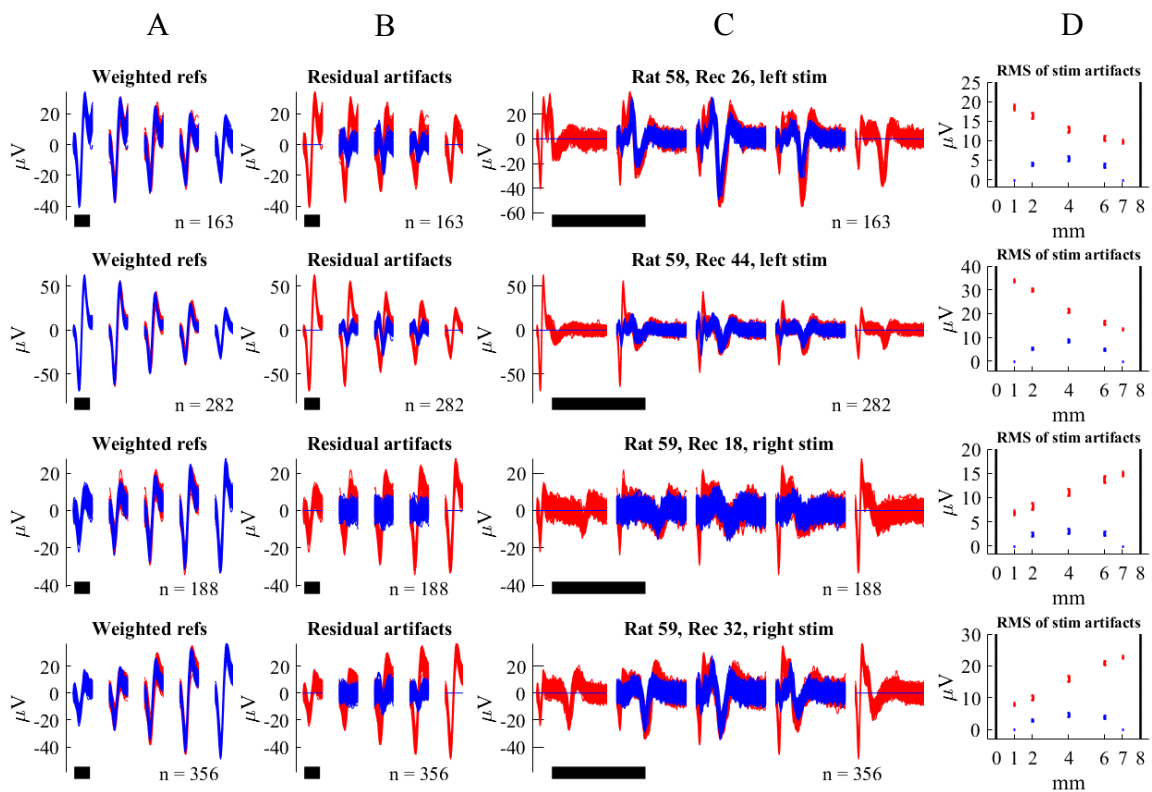 A B C D
Weighted refs Residual artifacts Rat 58, Rec 26, left stim RMS of stim artifacts
μV 20 0 -20 -40 n = 163
μV 20 0 -20 -40 n = 163
μV 40 20 0 -20 -40 -60 n = 163
25 20 15 10 5 0
0 1 2 4 6 7 8
mm
Weighted refs Residual artifacts Rat 59, Rec 44, left stim RMS of stim artifacts
μV 50 0 -50 n = 282
μV 50 0 -50 n = 282
μV 50 0 -50 n = 282
40 30 20 10 0
0 1 2 4 6 7 8
mm
Weighted refs Residual artifacts Rat 59, Rec 18, right stim RMS of stim artifacts
μV 20 0 -20 -40 n = 188
μV 20 0 -20 -40 n = 188
μV 20 0 -20 -40 n = 188
20 15 10 5 0
0 1 2 4 6 7 8
mm
Weighted refs Residual artifacts Rat 59, Rec 32, right stim RMS of stim artifacts
μV 20 0 -20 -40 n = 356
μV 20 0 -20 -40 n = 356
μV 20 0 -20 -40 n = 356
30 20 10 0
0 1 2 4 6 7 8
mm